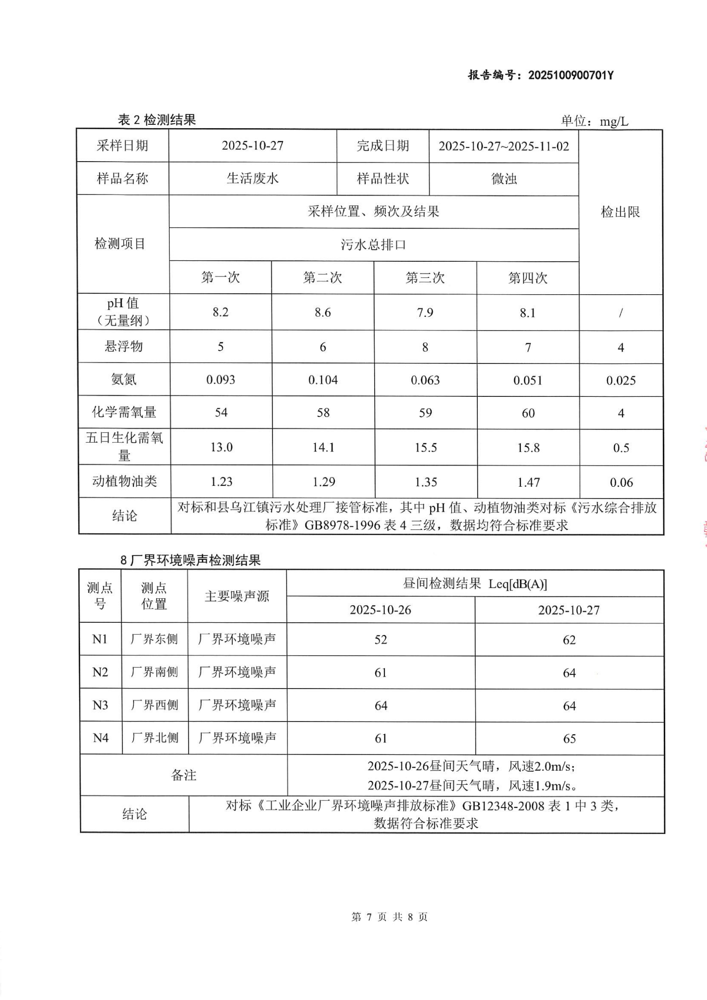 报告编号：2025100900701Y
表 2 检测结果 单位：mg/L
采样日期 2025-10-27 完成日期 2025-10-27~2025-11-02 检出限
样品名称 生活废水 样品性状 微浊
检测项目 采样位置、频次及结果
污水总排口
第一次 第二次 第三次 第四次
pH 值
（无量纲） 8.2 8.6 7.9 8.1 /
悬浮物 5 6 8 7 4
氨氮 0.093 0.104 0.063 0.051 0.025
化学需氧量 54 58 59 60 4
五日生化需氧
量 13.0 14.1 15.5 15.8 0.5
动植物油类 1.23 1.29 1.35 1.47 0.06
结论 对标和县乌江镇污水处理厂接管标准，其中 pH 值、动植物油类对标《污水综合排放
标准》GB8978-1996 表 4 三级，数据均符合标准要求
8 厂界环境噪声检测结果
测点
号 测点
位置 主要噪声源 昼间检测结果 Leq[dB(A)]
2025-10-26 2025-10-27
N1 厂界东侧 厂界环境噪声 52 62
N2 厂界南侧 厂界环境噪声 61 64
N3 厂界西侧 厂界环境噪声 64 64
N4 厂界北侧 厂界环境噪声 61 65
备注 2025-10-26昼间天气晴，风速2.0m/s；
2025-10-27昼间天气晴，风速1.9m/s。
结论 对标《工业企业厂界环境噪声排放标准》GB12348-2008 表 1 中 3 类，
数据符合标准要求
第 7 页 共 8 页